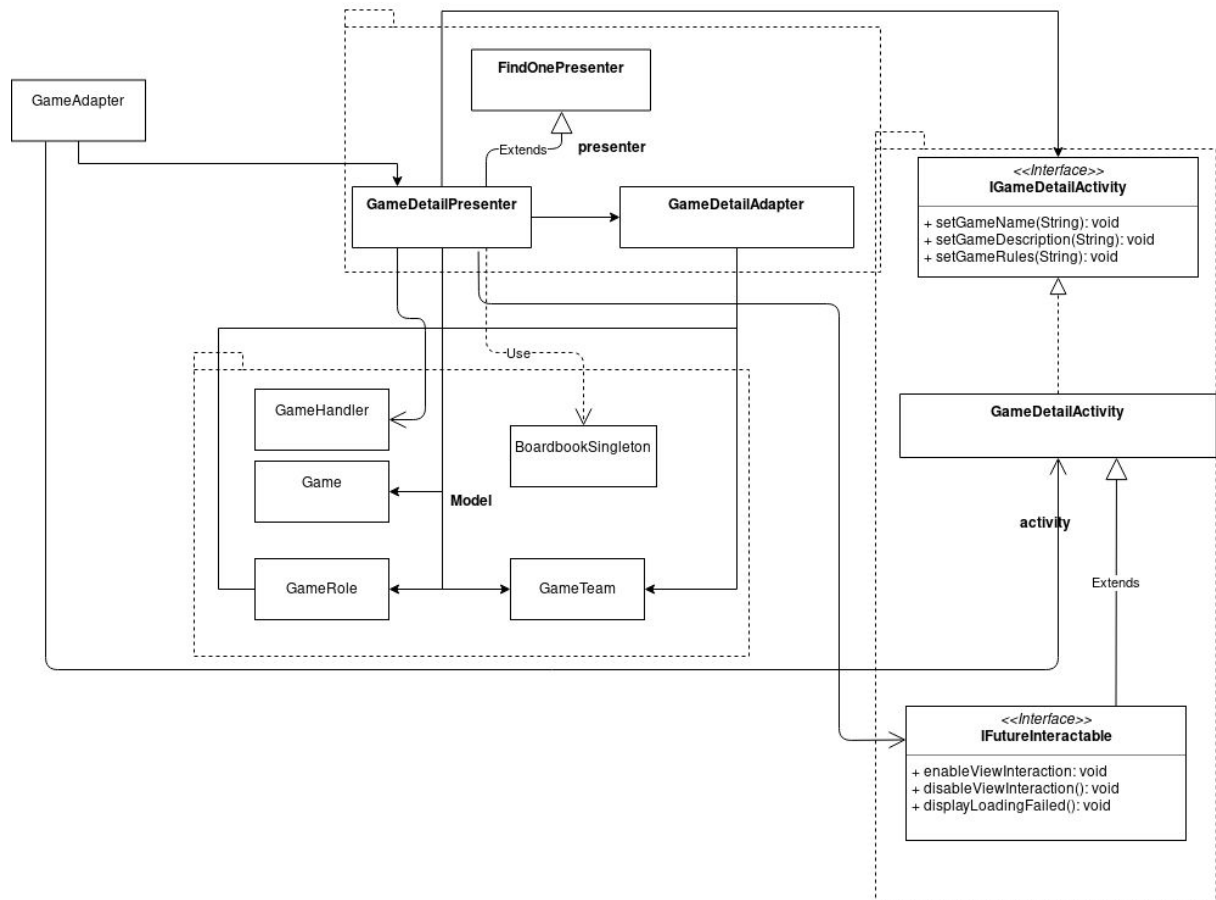 FindOnePresenter
GameAdapter
Extends
presenter
<<Interface>>
IGameDetailActivity
+ setGameName(String): void
+ setGameDescription(String): void
+ setGameRules(String): void
GameDetailPresenter
GameDetailAdapter
Use
GameHandler
BoardbookSingleton
GameDetailActivity
Game
Model
activity
GameRole
GameTeam
Extends
<<Interface>>
IFutureInteractable
+ enableViewInteraction: void
+ disableViewInteraction(): void
+ displayLoadingFailed(): void